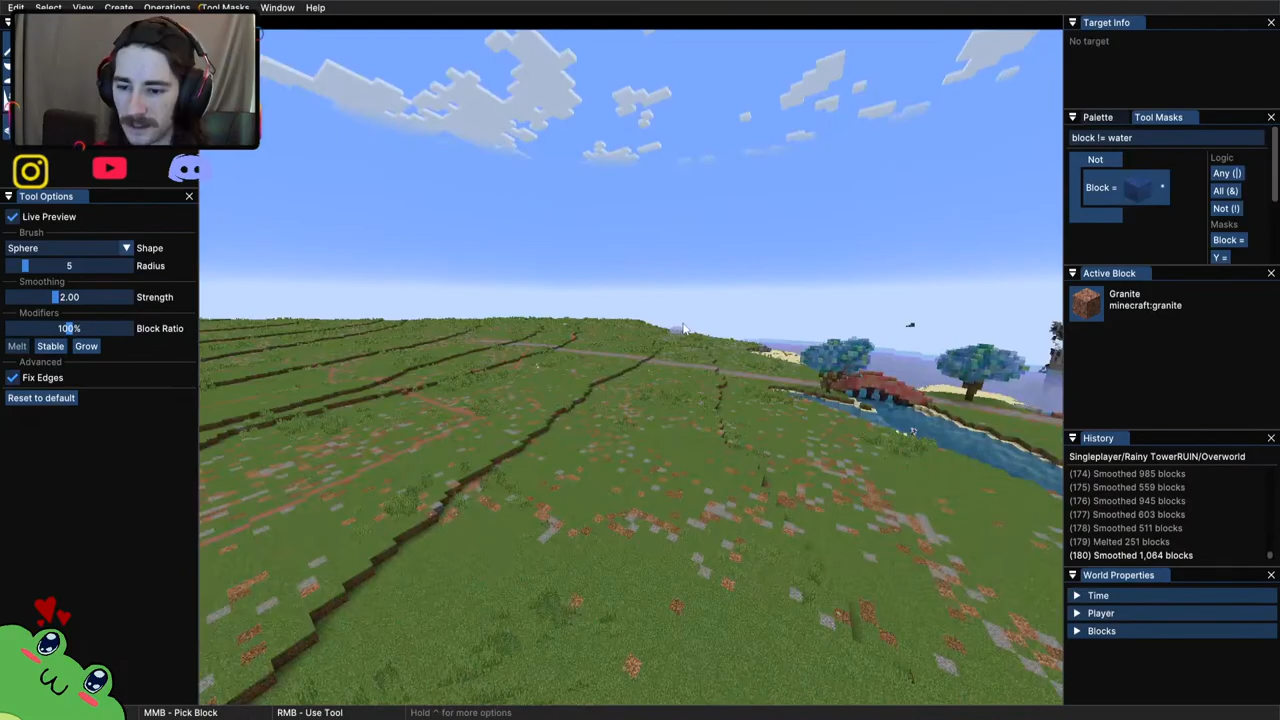 Edit Select View Create Operations Tool Masks Window Help
Tool Options
Live Preview
Brush
Sphere Shape
5 Radius
Smoothing
2.00 Strength
Modifiers
100% Block Ratio
Melt Stable Grow
Advanced
Fix Edges
Reset to default
Target Info
No target
Palette Tool Masks
block != water
Not
Block = *
Logic
Any (|)
All (&)
Not (!)
Masks
Block =
Y =
Active Block
Granite
minecraft:granite
History
Singleplayer/Rainy TowerRUIN/Overworld
(174) Smoothed 985 blocks
(175) Smoothed 559 blocks
(176) Smoothed 945 blocks
(177) Smoothed 603 blocks
(178) Smoothed 511 blocks
(179) Melted 251 blocks
(180) Smoothed 1,064 blocks
World Properties
Time
Player
Blocks
MMB - Pick Block RMB - Use Tool Hold ^ for more options